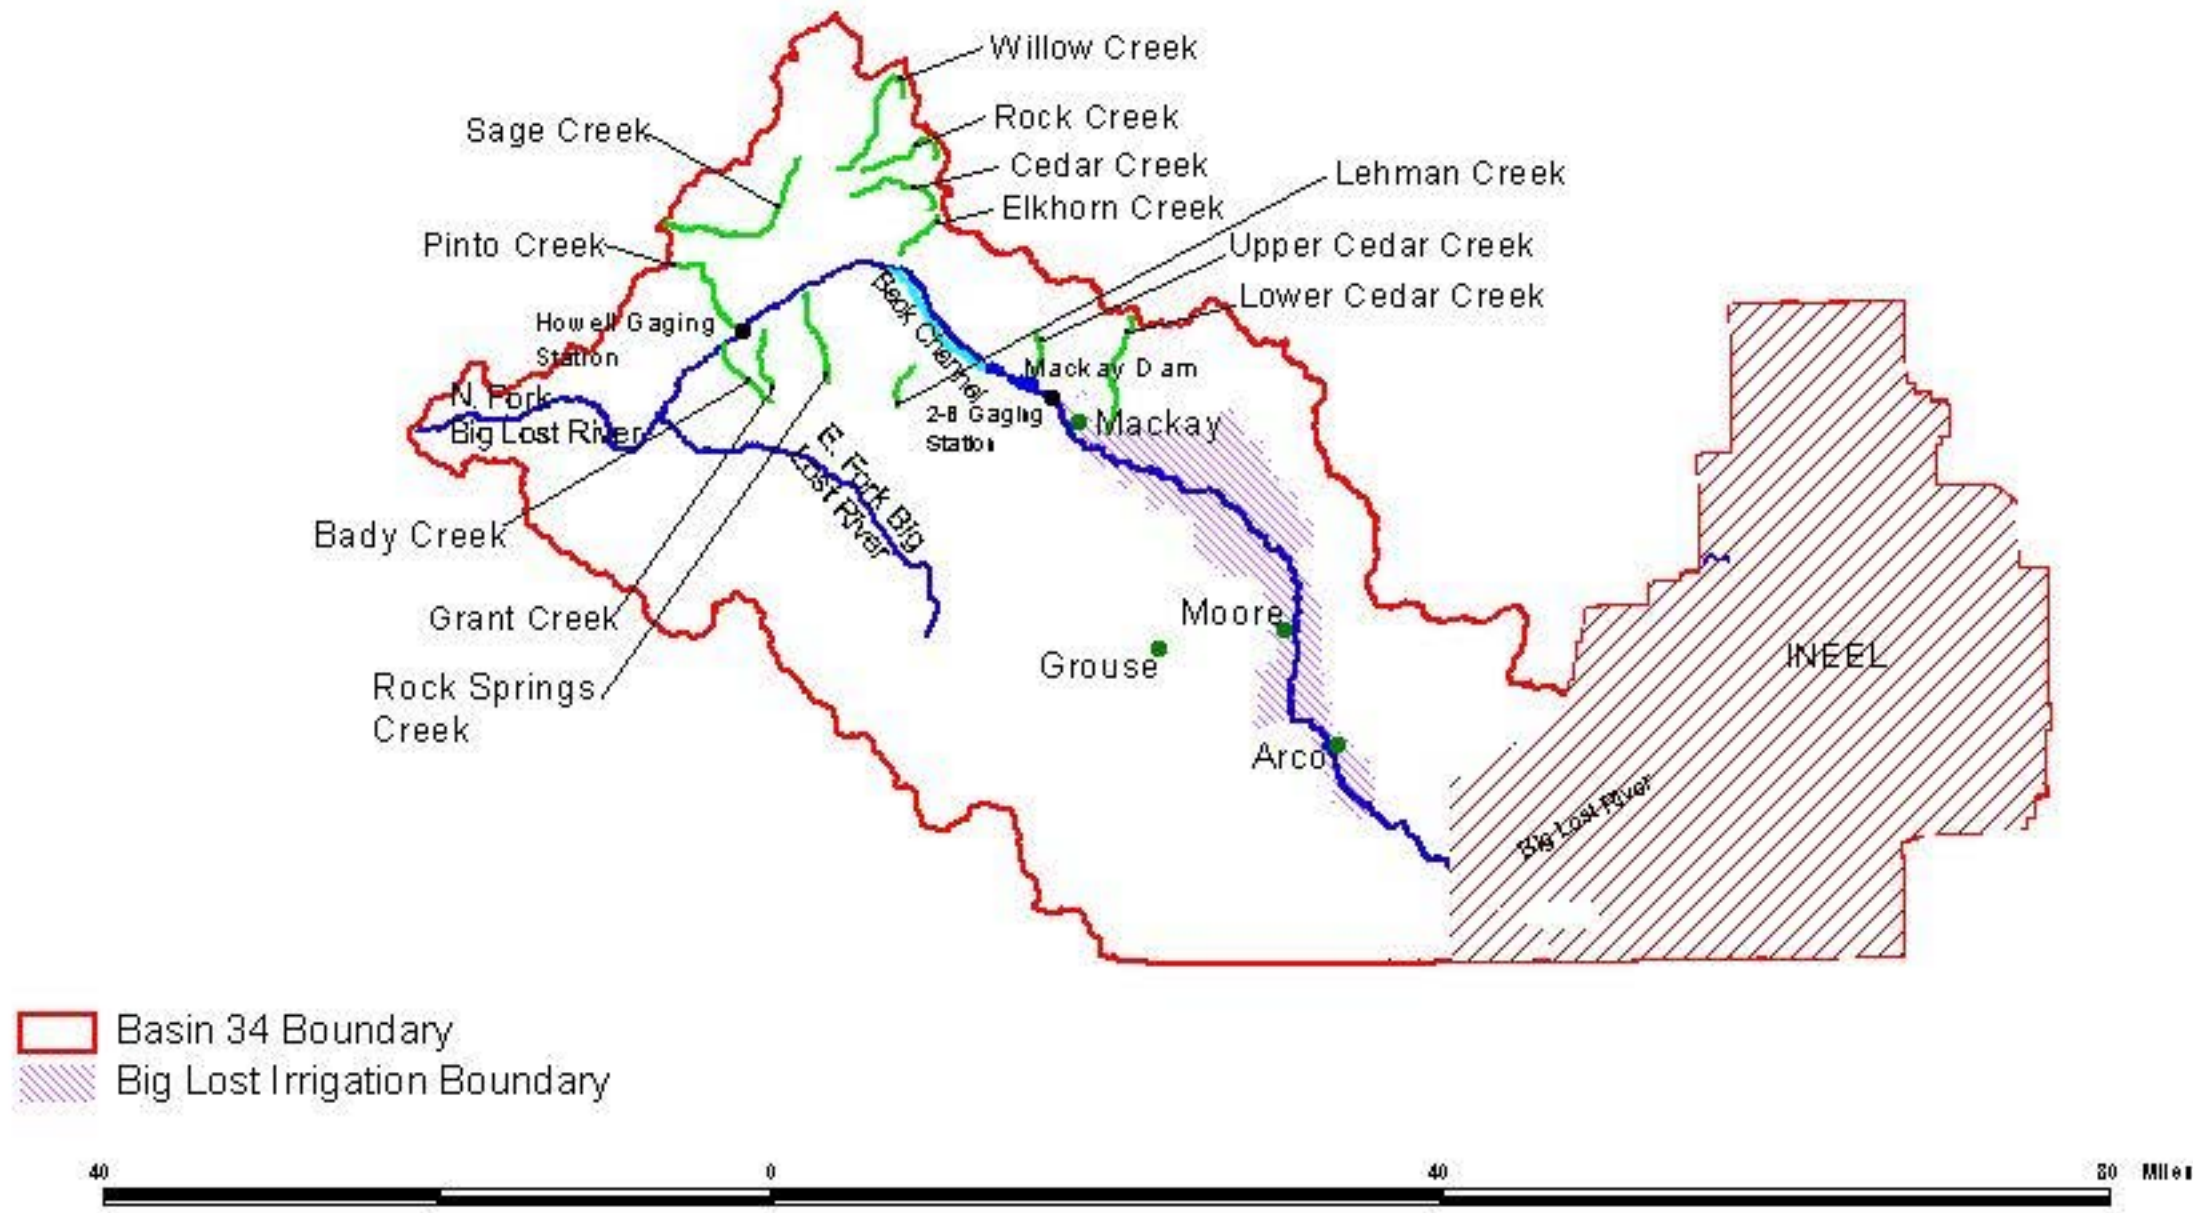 Willow Creek
Rock Creek
Sage Creek
Cedar Creek
Lehman Creek
Elkhorn Creek
Pinto Creek
Upper Cedar Creek
Lower Cedar Creek
Beck Channel
Howell Gaging
Station
Mackay Dam
N. Fork
Big Lost River
2-B Gaging
Station
Mackay
E. Fork Big
Lost River
Bady Creek
Grant Creek
Moore
Grouse
INEEL
Rock Springs
Creek
Arco
Big Lost River
Basin 34 Boundary
Big Lost Irrigation Boundary
40 0 40 80 Miles